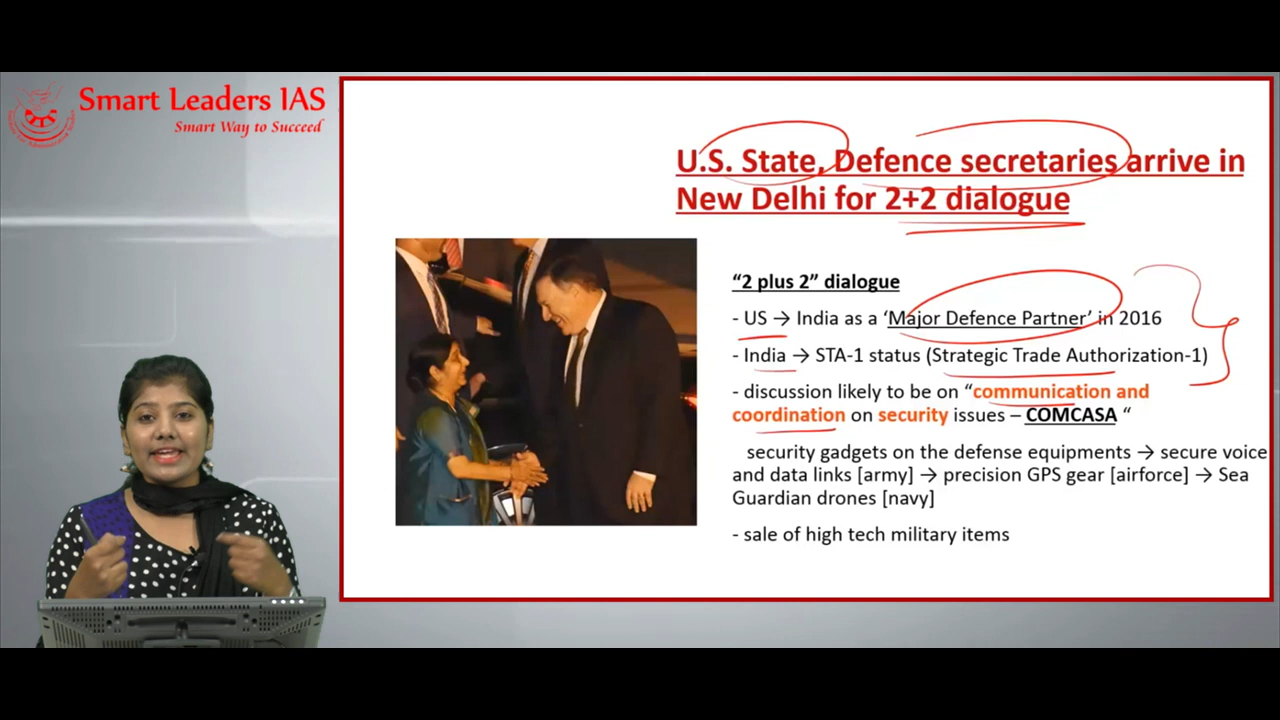 Smart Leaders IAS
Smart Way to Succeed
U.S. State, Defence secretaries arrive in
New Delhi for 2+2 dialogue
“2 plus 2” dialogue
- US → India as a ‘Major Defence Partner’ in 2016
- India → STA-1 status (Strategic Trade Authorization-1)
- discussion likely to be on “communication and
coordination on security issues – COMCASA “
security gadgets on the defense equipments → secure voice
and data links [army] → precision GPS gear [airforce] → Sea
Guardian drones [navy]
- sale of high tech military items